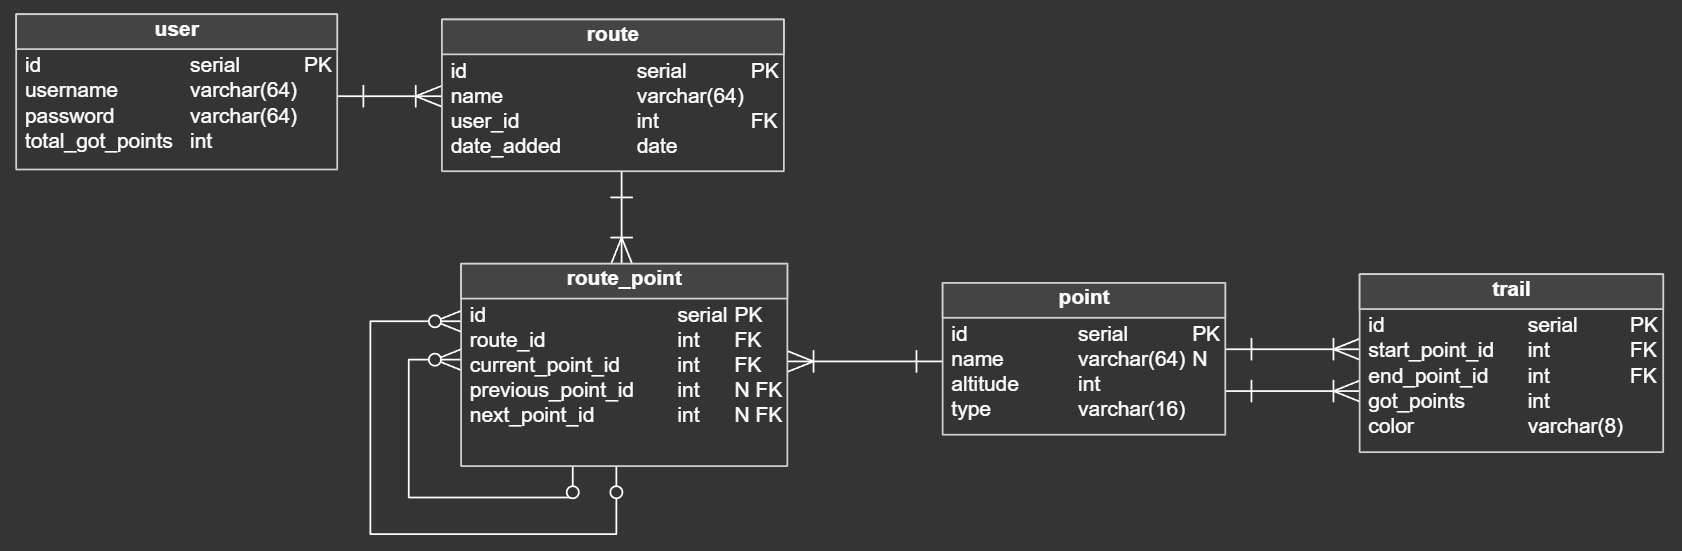 user
id serial PK
username varchar(64)
password varchar(64)
total_got_points int
route
id serial PK
name varchar(64)
user_id int FK
date_added date
route_point
id serial PK
route_id int FK
current_point_id int FK
previous_point_id int N FK
next_point_id int N FK
point
id serial PK
name varchar(64) N
altitude int
type varchar(16)
trail
id serial PK
start_point_id int FK
end_point_id int FK
got_points int
color varchar(8)